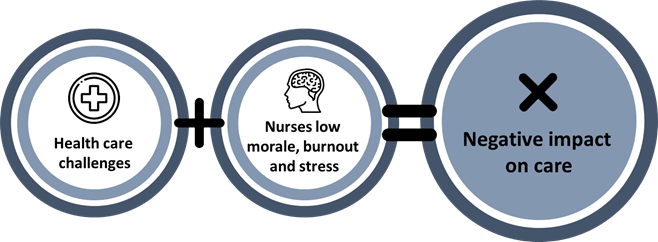 Health care
challenges
Nurses low
morale, burnout
and stress
Negative impact
on care